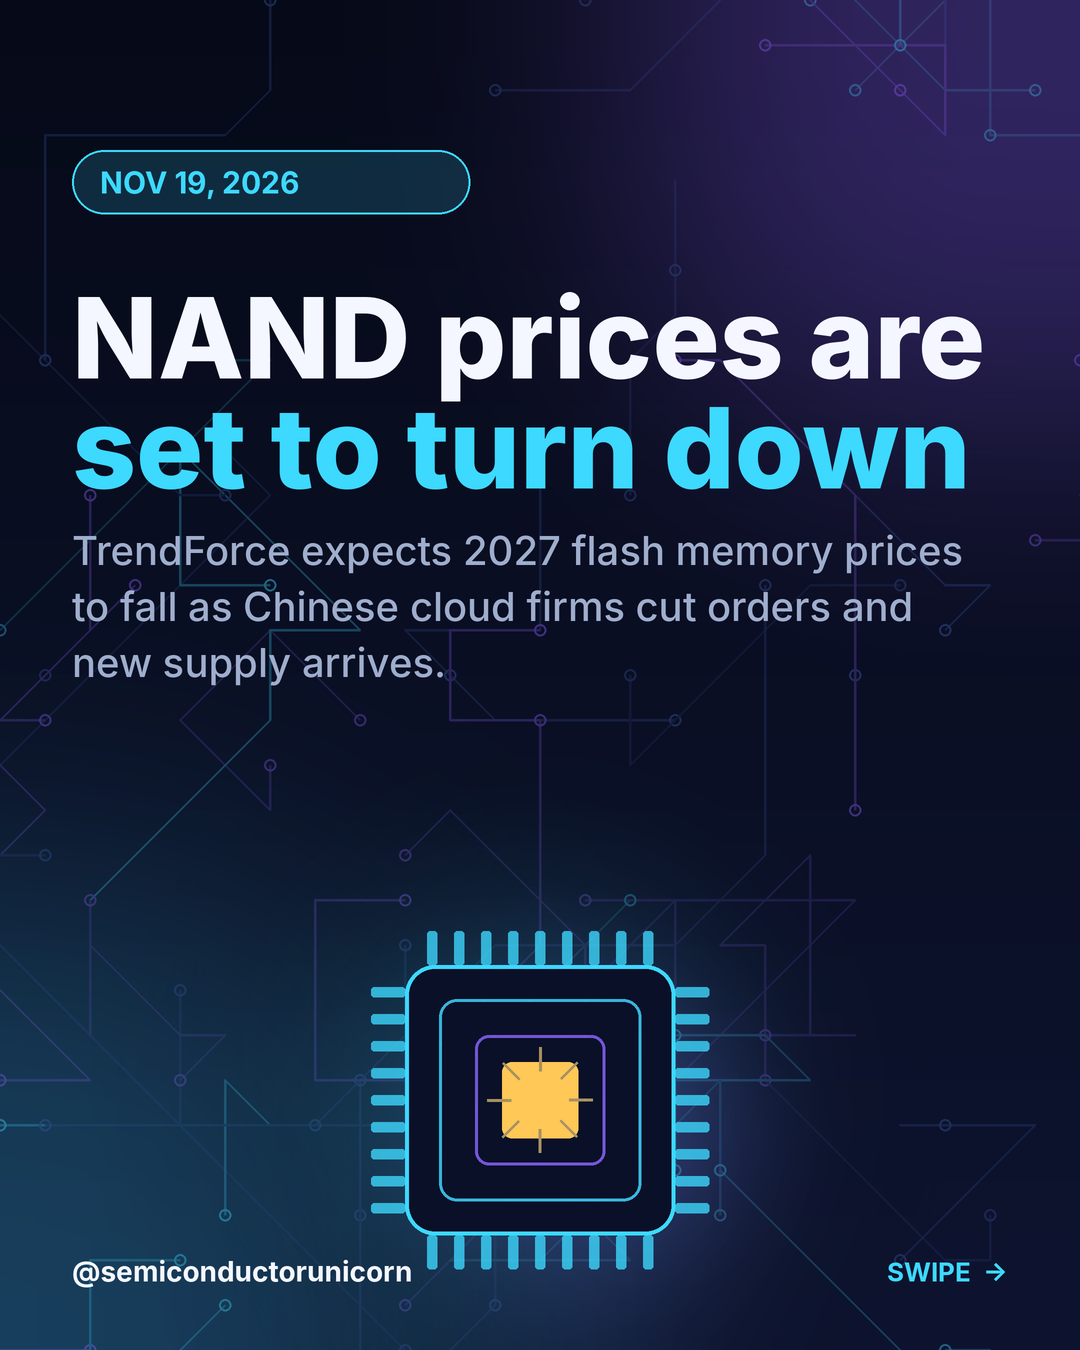 NOV 19, 2026
NAND prices are
set to turn down
TrendForce expects 2027 flash memory prices
to fall as Chinese cloud firms cut orders and
new supply arrives.
@semiconductorunicorn
SWIPE →